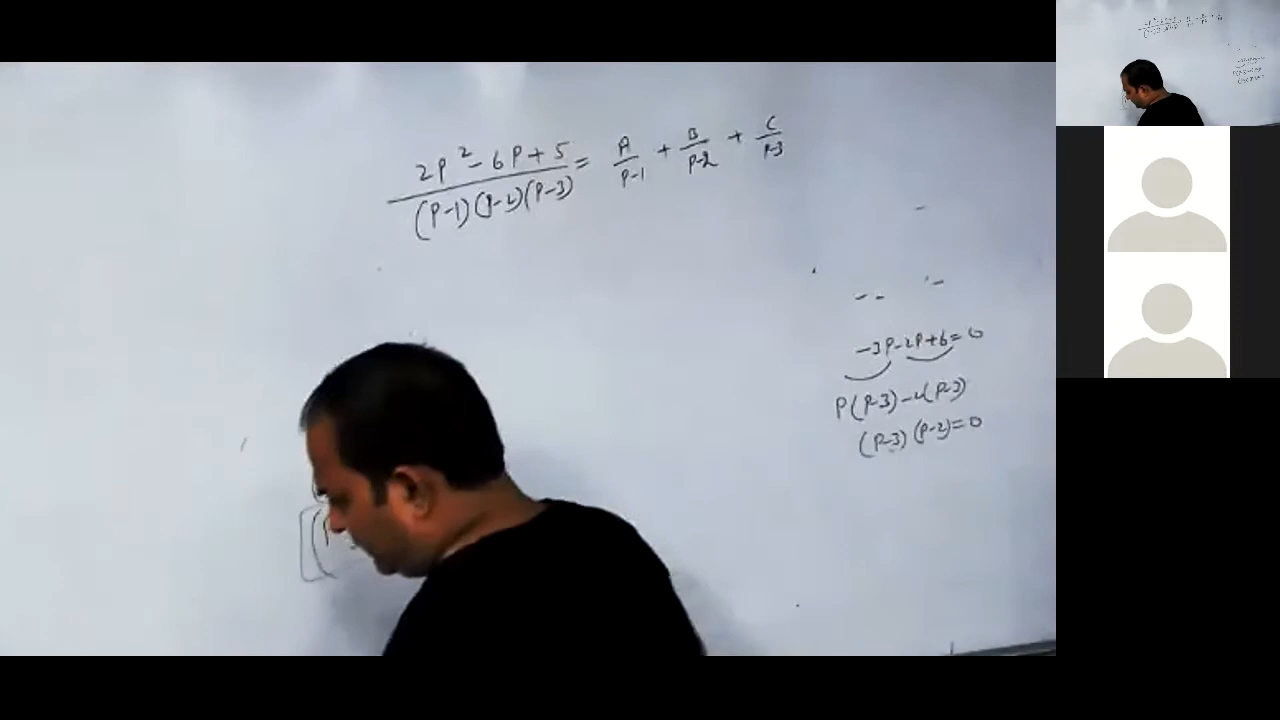 2P² - 6P + 5 / (P-1)(P-2)(P-3) = A/P-1 + B/P-2 + C/P-3
-3P-2P+6=0
P(P-3)-2(P-3)
(P-3)(P-2)=0